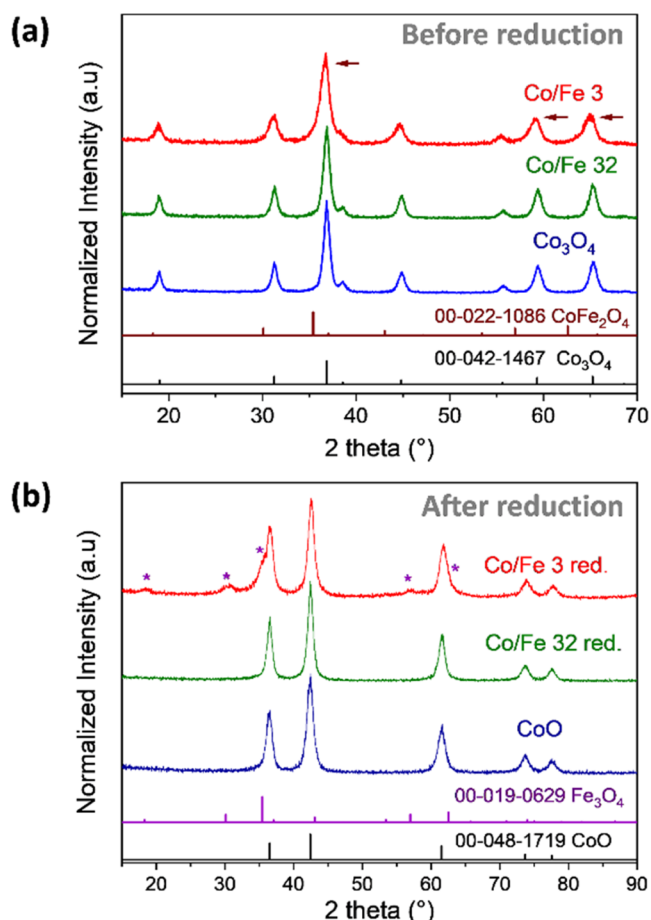 (a)
Before reduction
Normalized Intensity (a.u)
Co/Fe 3
Co/Fe 32
Co₃O₄
00-022-1086 CoFe₂O₄
00-042-1467 Co₃O₄
20 30 40 50 60 70
2 theta (°)
(b)
After reduction
Normalized Intensity (a.u)
* * * * *
Co/Fe 3 red.
Co/Fe 32 red.
CoO
00-019-0629 Fe₃O₄
00-048-1719 CoO
20 30 40 50 60 70 80 90
2 theta (°)